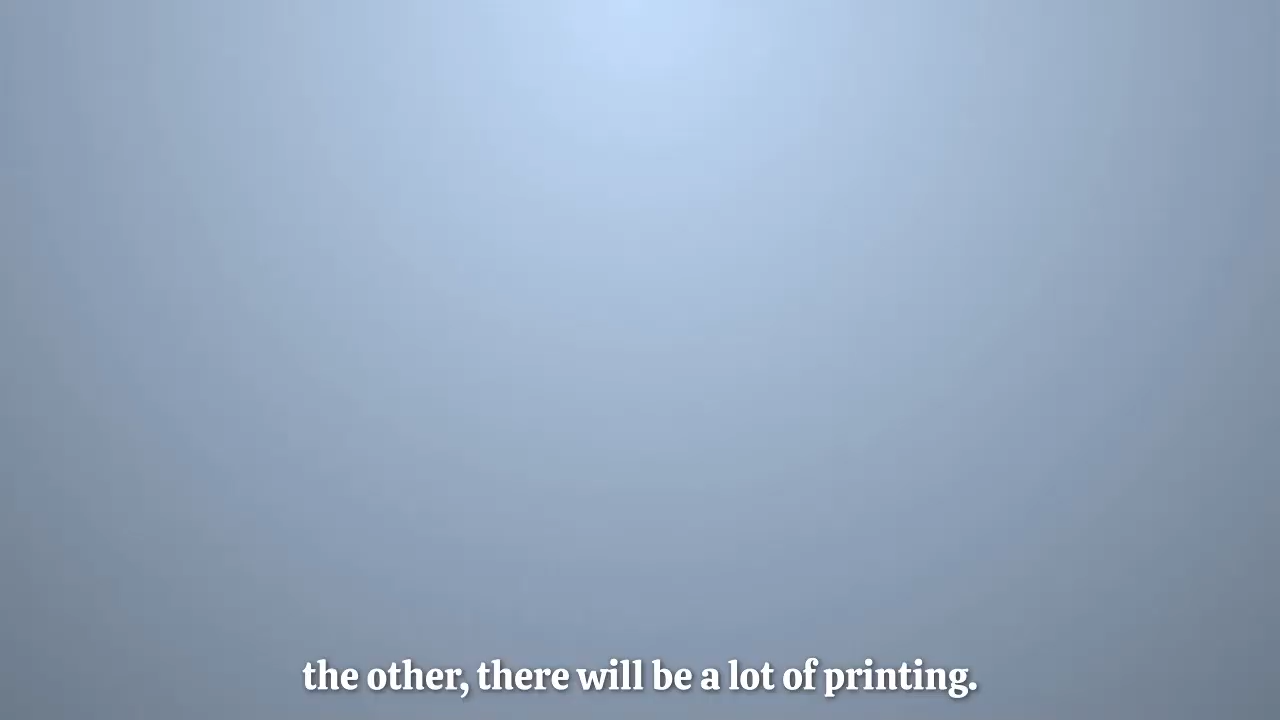 the other, there will be a lot of printing.